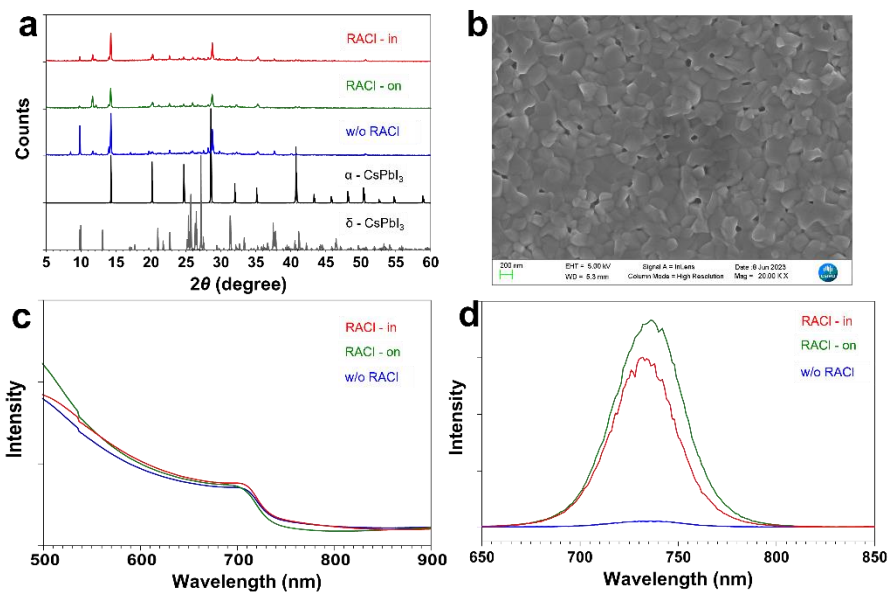 a
RACl - in
RACl - on
w/o RACl
α - CsPbI₃
δ - CsPbI₃
Counts
5 10 15 20 25 30 35 40 45 50 55 60
2θ (degree)
b
200 nm
EHT = 5.00 kV Signal A = InLens Date :8 Jun 2023
WD = 5.3 mm Column Mode = High Resolution Mag = 20.00 K X
c
RACl - in
RACl - on
w/o RACl
Intensity
500 600 700 800 900
Wavelength (nm)
d
RACl - in
RACl - on
w/o RACl
Intensity
650 700 750 800 850
Wavelength (nm)